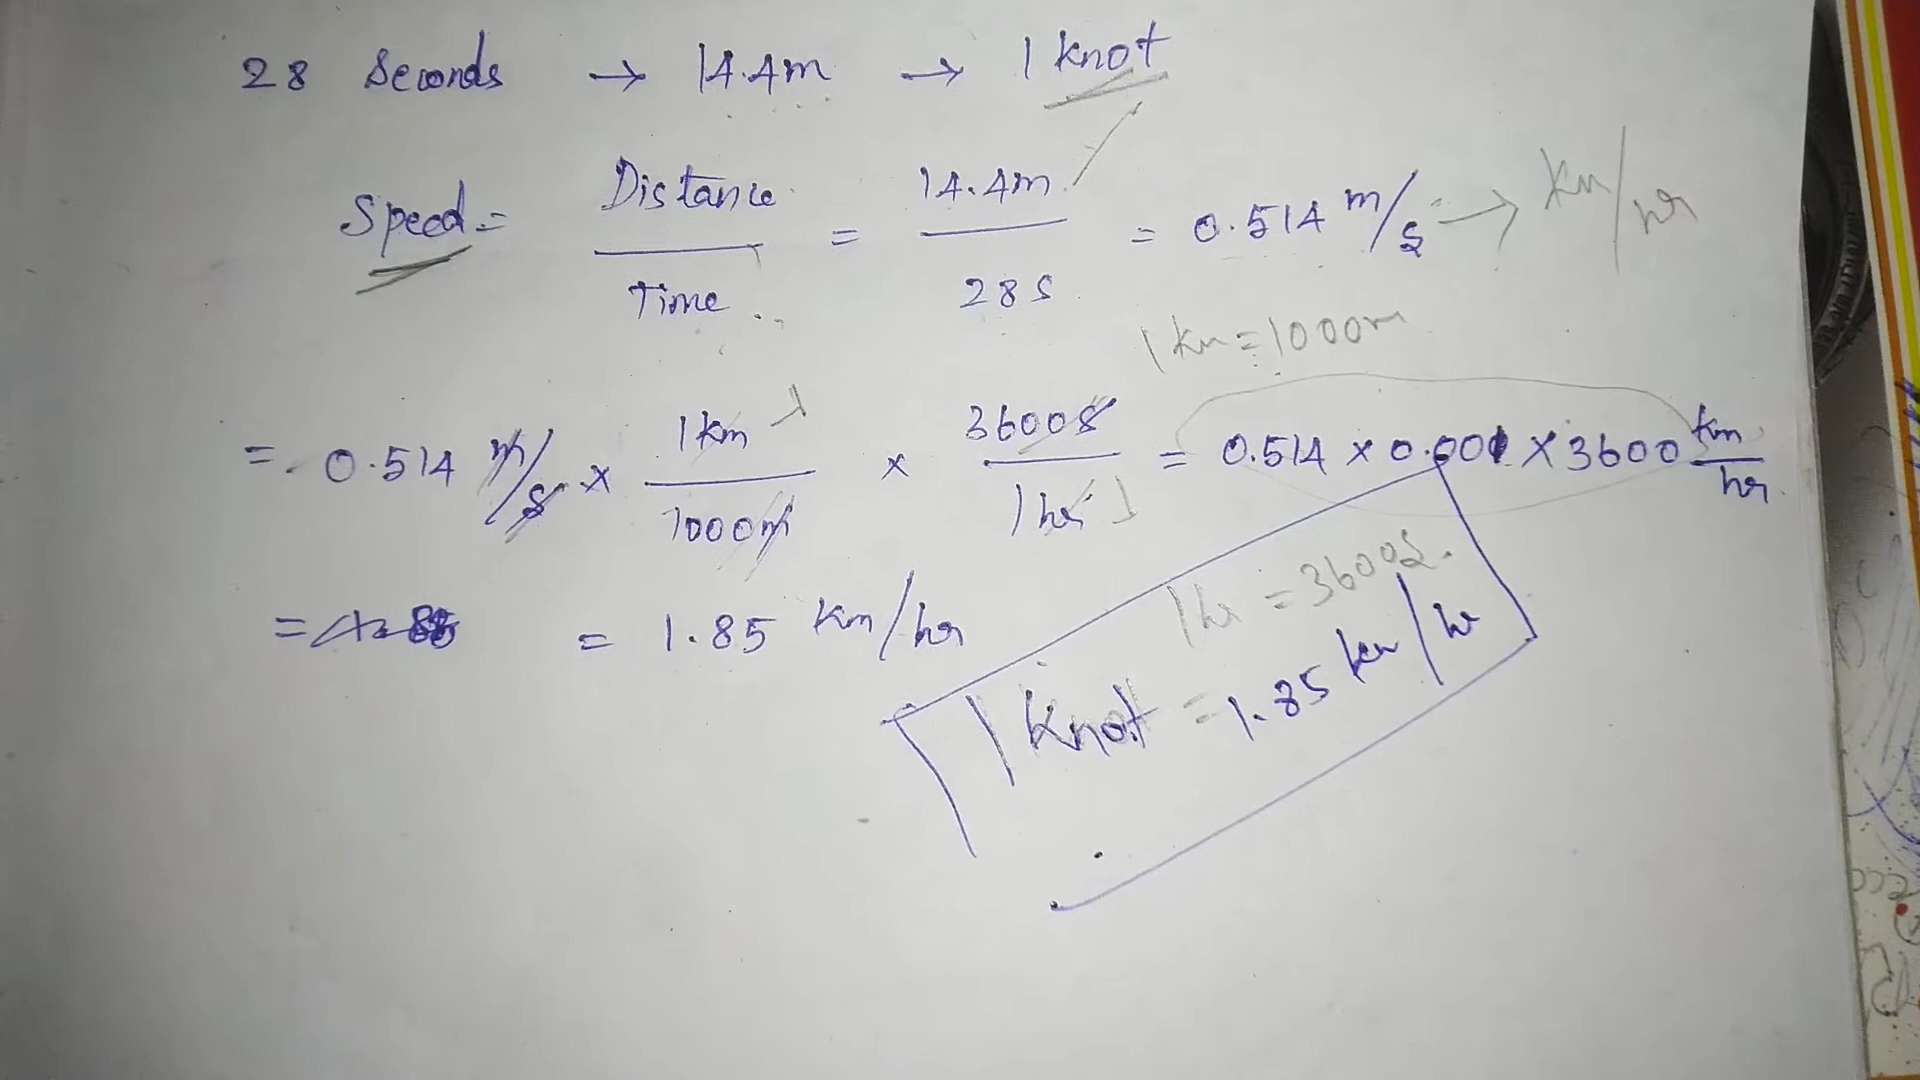 28 Seconds → 14.4m → 1 knot
Speed = Distance / Time = 14.4m / 28s = 0.514 m/s → km/hr
1 km = 1000m
= 0.514 m/s × 1km / 1000m × 3600s / 1hr = 0.514 × 0.001 × 3600 km/hr
1hr = 3600s.
= 1.85 km/hr
1 Knot = 1.85 km/hr